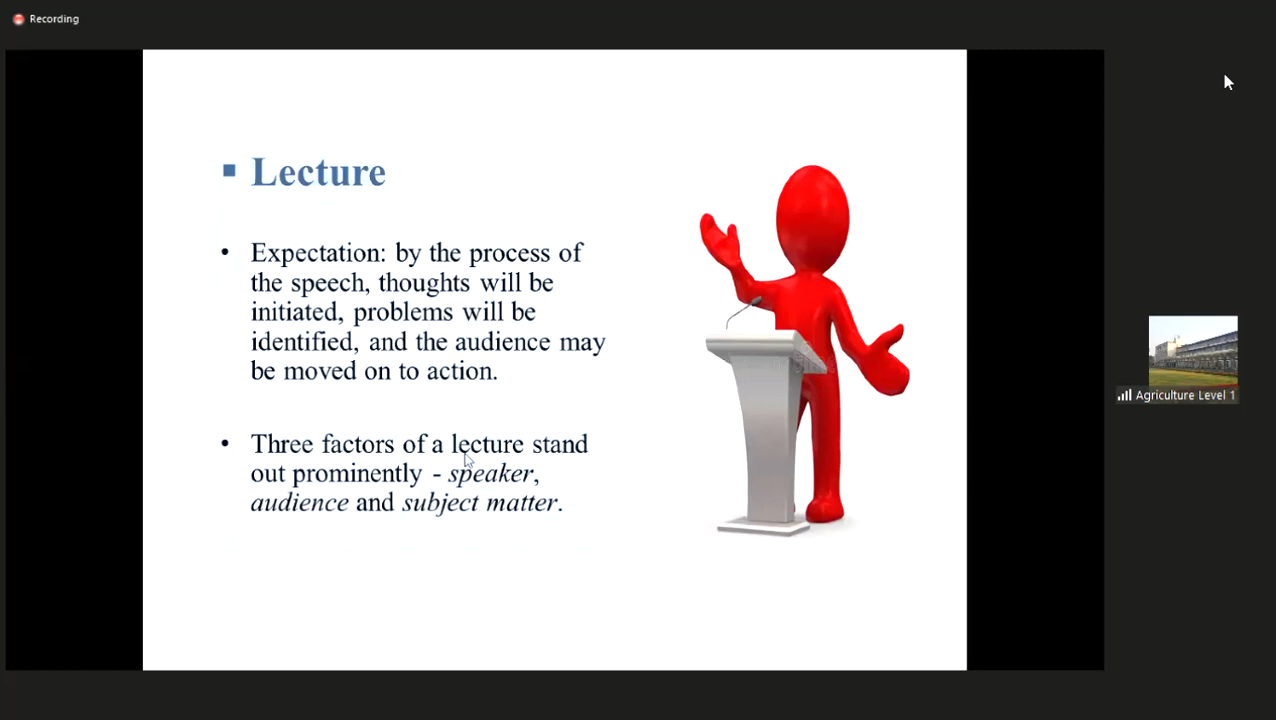 Recording
Lecture
• Expectation: by the process of
the speech, thoughts will be
initiated, problems will be
identified, and the audience may
be moved on to action.
• Three factors of a lecture stand
out prominently - speaker,
audience and subject matter.
Agriculture Level 1